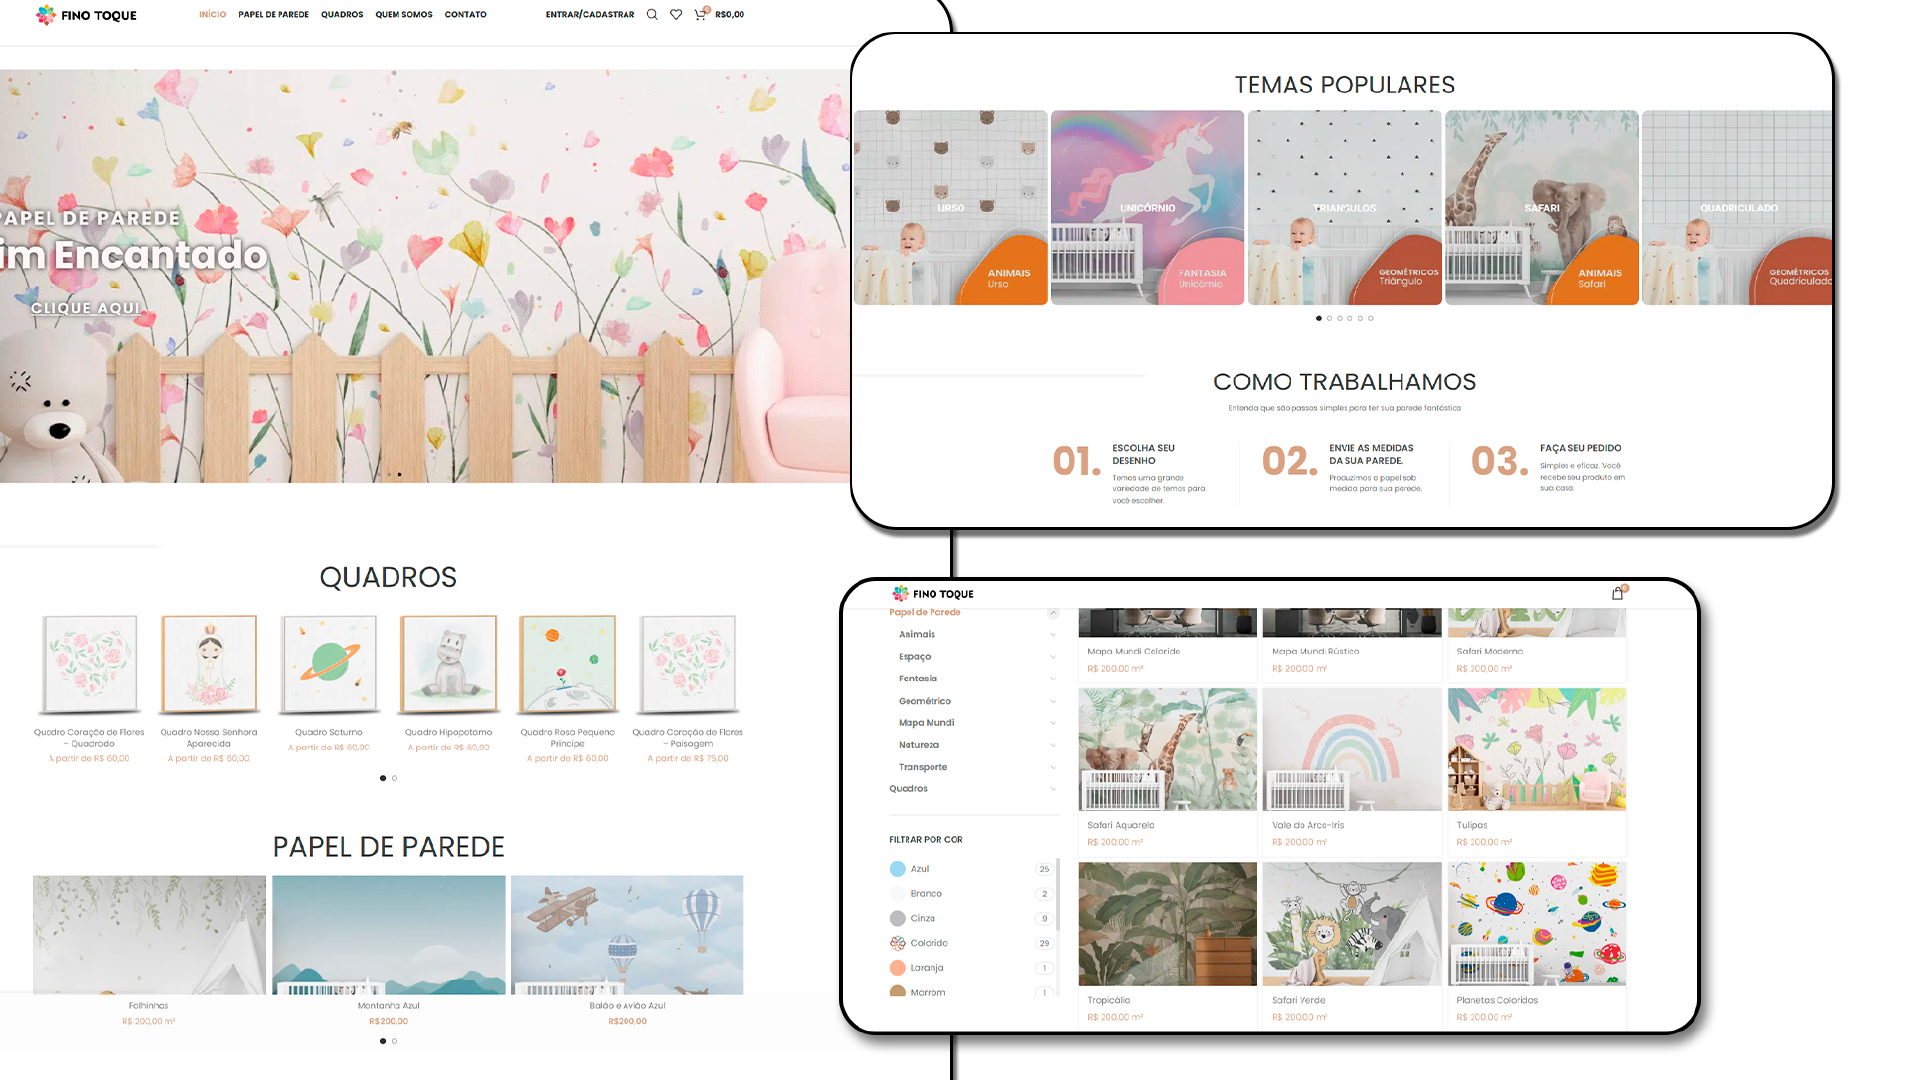 FINO TOQUE
INÍCIO PAPEL DE PAREDE QUADROS QUEM SOMOS CONTATO
ENTRAR/CADASTRAR 0 R$0,00
PAPEL DE PAREDE
im Encantado
CLIQUE AQUI
QUADROS
Quadro Coração de Flores
– Quadrado
A partir de R$ 60,00
Quadro Nossa Senhora
Aparecida
A partir de R$ 60,00
Quadro Saturno
A partir de R$ 60,00
Quadro Hipopotamo
A partir de R$ 60,00
Quadro Rosa Pequeno
Príncipe
A partir de R$ 60,00
Quadro Coração de Flores
– Paisagem
A partir de R$ 75,00
PAPEL DE PAREDE
Folhinhas
R$ 200,00 m²
Montanha Azul
R$200,00
Balão e Avião Azul
R$200,00
TEMAS POPULARES
URSO
ANIMAIS
Urso
UNICÓRNIO
FANTASIA
Unicórnio
TRIANGULOS
GEOMÉTRICOS
Triângulo
SAFARI
ANIMAIS
Safari
QUADRICULADO
GEOMÉTRICOS
Quadriculado
COMO TRABALHAMOS
Entenda que são passos simples para ter sua parede fantástica
01.
ESCOLHA SEU
DESENHO
Temos uma grande
variedade de temas para
você escolher.
02.
ENVIE AS MEDIDAS
DA SUA PAREDE.
Produzimos o papel sob
medida para sua parede.
03.
FAÇA SEU PEDIDO
Simples e eficaz. Você
recebe seu produto em
sua casa.
FINO TOQUE
0
Papel de Parede
Animais
Espaço
Fantasia
Geométrico
Mapa Mundi
Natureza
Transporte
Quadros
FILTRAR POR COR
Azul 25
Branco 2
Cinza 9
Colorido 29
Laranja 1
Marrom 1
Mapa Mundi Colorido
R$ 200,00 m²
Mapa Mundi Rústico
R$ 200,00 m²
Safari Moderno
R$ 200,00 m²
Safari Aquarela
R$ 200,00 m²
Vale do Arco-Iris
R$ 200,00 m²
Tulipas
R$ 200,00 m²
Tropicália
R$ 200,00 m²
Safari Verde
R$ 200,00 m²
Planetas Coloridos
R$ 200,00 m²